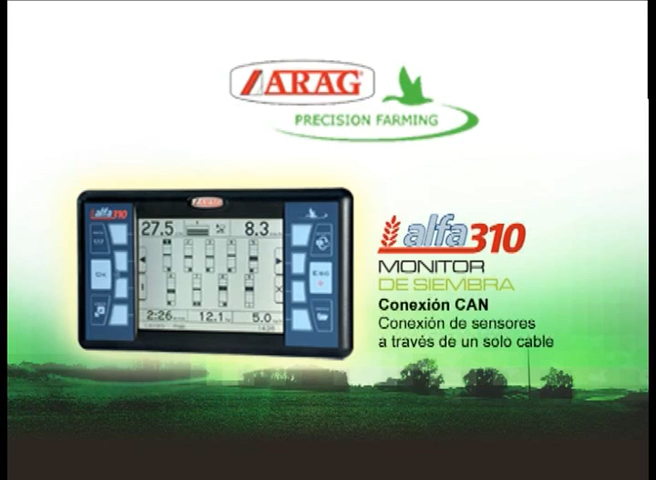 ARAG
PRECISION FARMING
alfa310
27.5
8.3
Esc
2:26
12.1
5.0
alfa310
MONITOR
DE SIEMBRA
Conexión CAN
Conexión de sensores
a través de un solo cable